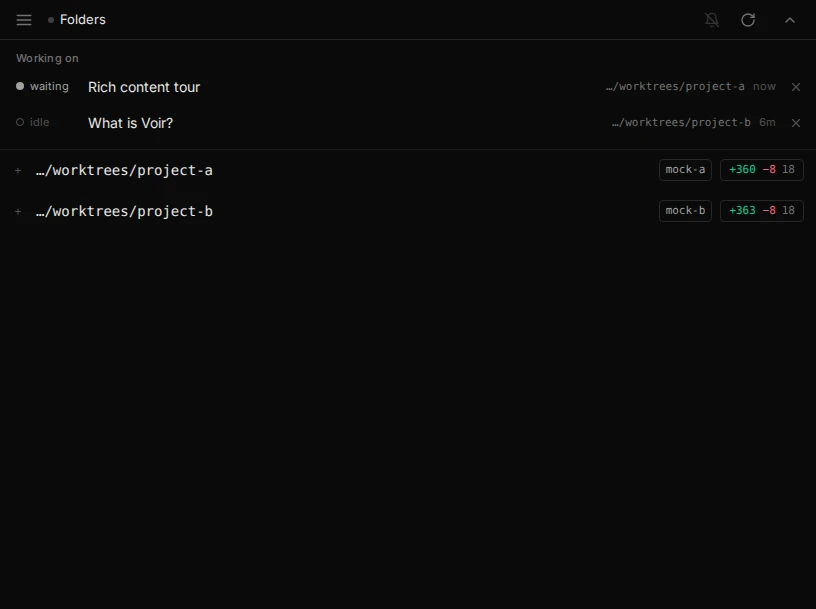 Folders
Working on
waiting Rich content tour …/worktrees/project-a now
idle What is Voir? …/worktrees/project-b 6m
+ …/worktrees/project-a mock-a +360 −8 18
+ …/worktrees/project-b mock-b +363 −8 18